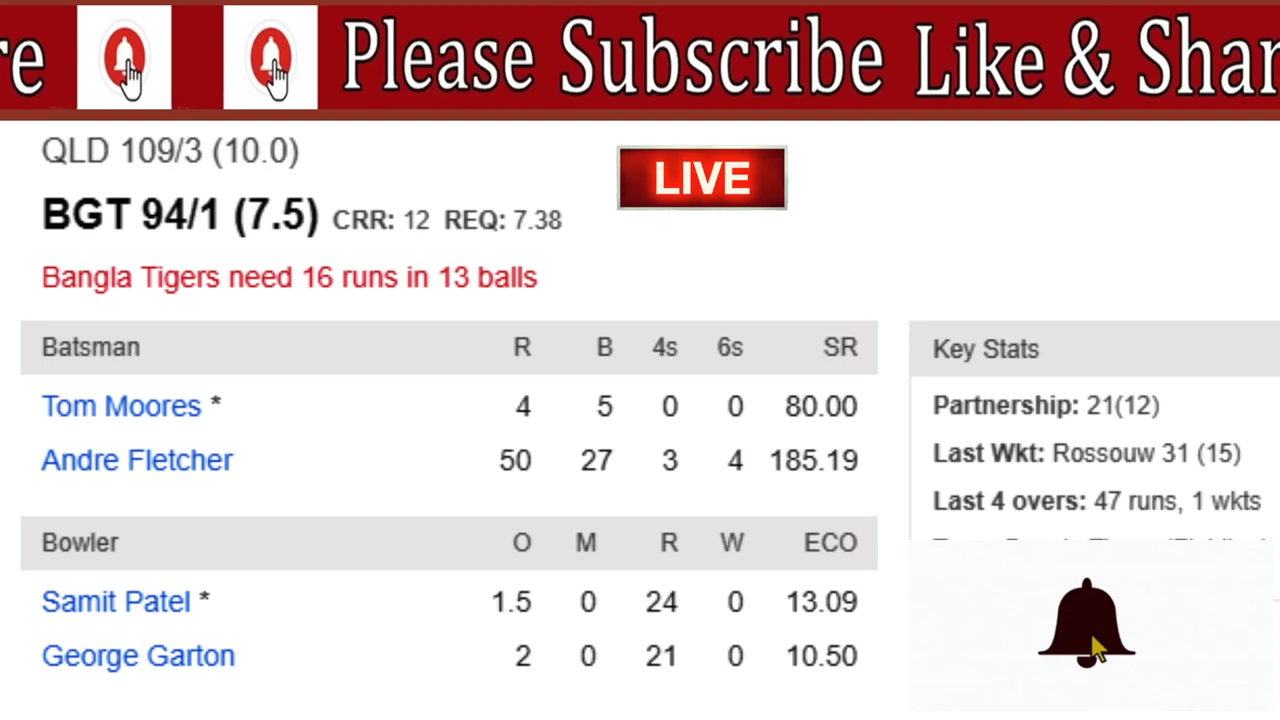 re Please Subscribe Like & Shar
QLD 109/3 (10.0)
LIVE
BGT 94/1 (7.5) CRR: 12 REQ: 7.38
Bangla Tigers need 16 runs in 13 balls
Batsman R B 4s 6s SR
Tom Moores * 4 5 0 0 80.00
Andre Fletcher 50 27 3 4 185.19
Bowler O M R W ECO
Samit Patel * 1.5 0 24 0 13.09
George Garton 2 0 21 0 10.50
Key Stats
Partnership: 21(12)
Last Wkt: Rossouw 31 (15)
Last 4 overs: 47 runs, 1 wkts